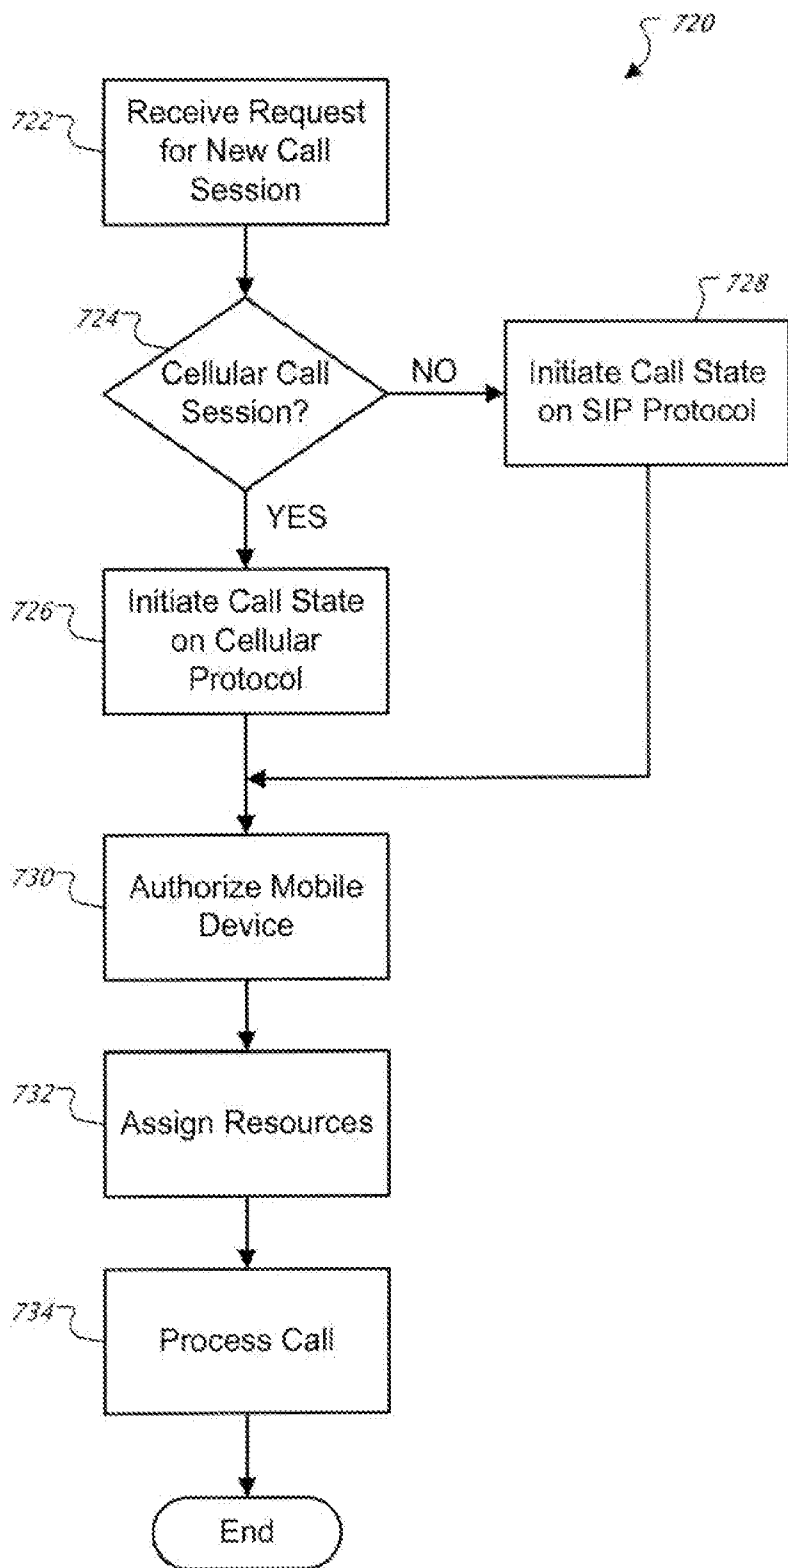 720
722
Receive Request
for New Call
Session
724
Cellular Call
Session?
NO
728
Initiate Call State
on SIP Protocol
YES
726
Initiate Call State
on Cellular
Protocol
730
Authorize Mobile
Device
732
Assign Resources
734
Process Call
End